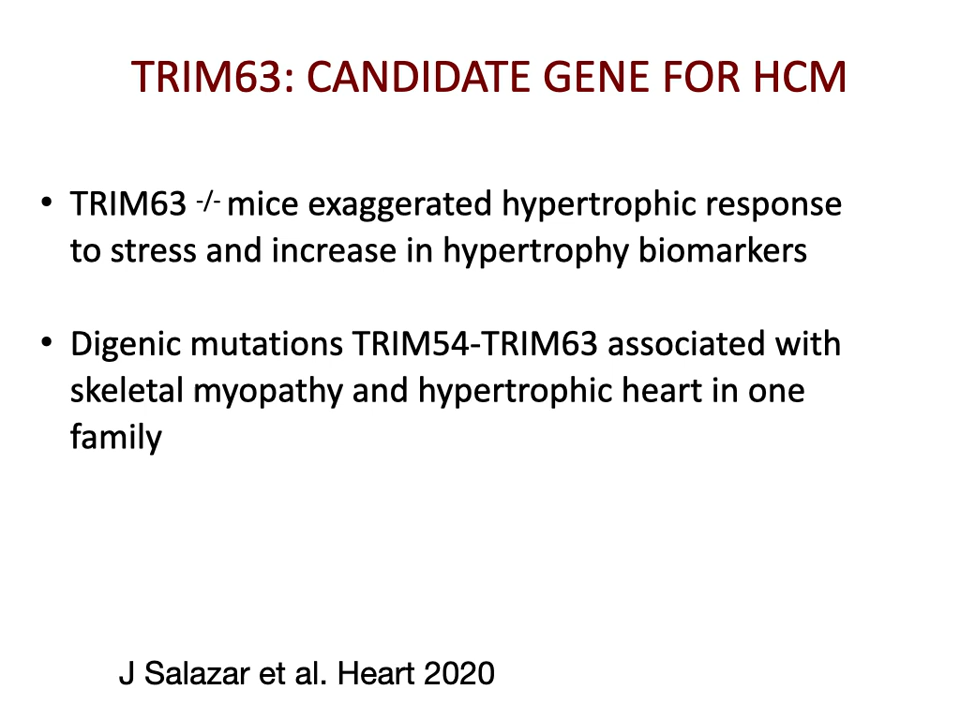 TRIM63: CANDIDATE GENE FOR HCM
• TRIM63 -/- mice exaggerated hypertrophic response
to stress and increase in hypertrophy biomarkers
• Digenic mutations TRIM54-TRIM63 associated with
skeletal myopathy and hypertrophic heart in one
family
J Salazar et al. Heart 2020